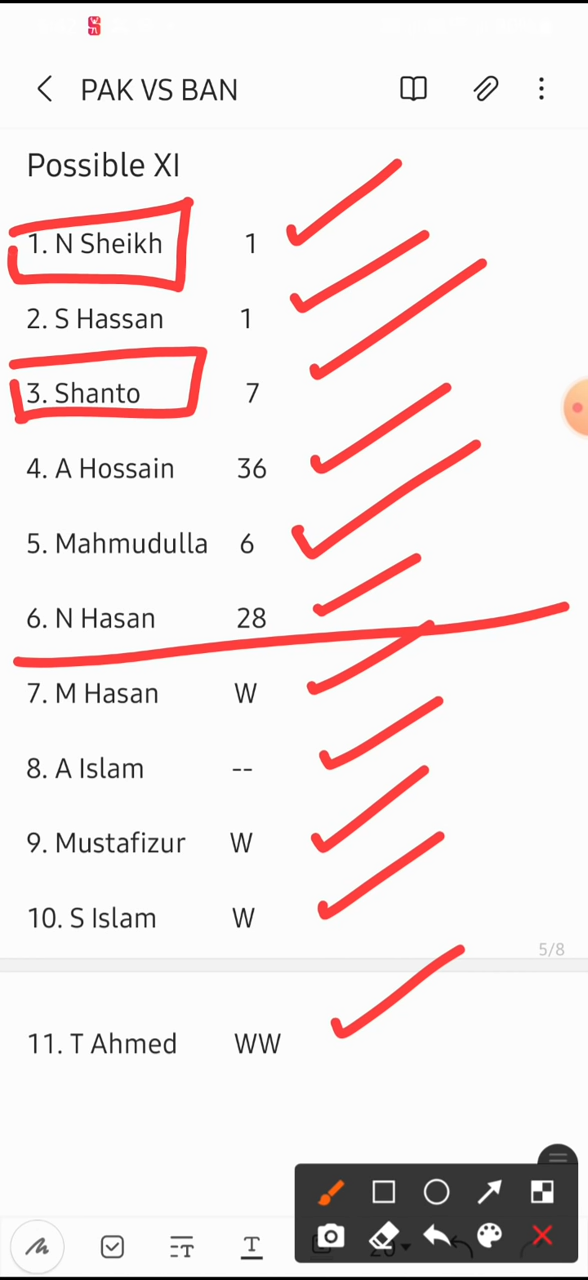 PAK VS BAN
Possible XI
1. N Sheikh 1
2. S Hassan 1
3. Shanto 7
4. A Hossain 36
5. Mahmudulla 6
6. N Hasan 28
7. M Hasan W
8. A Islam --
9. Mustafizur W
10. S Islam W
5/8
11. T Ahmed WW